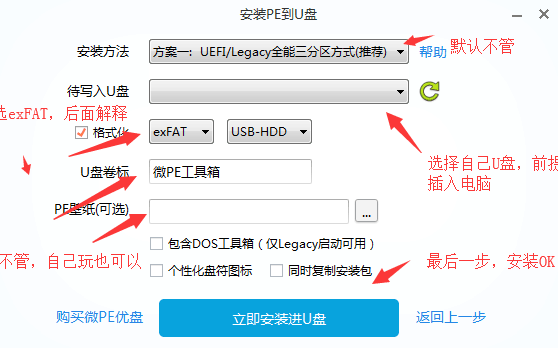 安装PE到U盘
安装方法
方案一：UEFI/Legacy全能三分区方式(推荐)
帮助
默认不管
待写入U盘
选exFAT，后面解释
格式化
exFAT
USB-HDD
U盘卷标
微PE工具箱
选择自己U盘，前提
插入电脑
PE壁纸(可选)
...
包含DOS工具箱（仅Legacy启动可用）
不管，自己玩也可以
个性化盘符图标
同时复制安装包
最后一步，安装OK
购买微PE优盘
立即安装进U盘
返回上一步